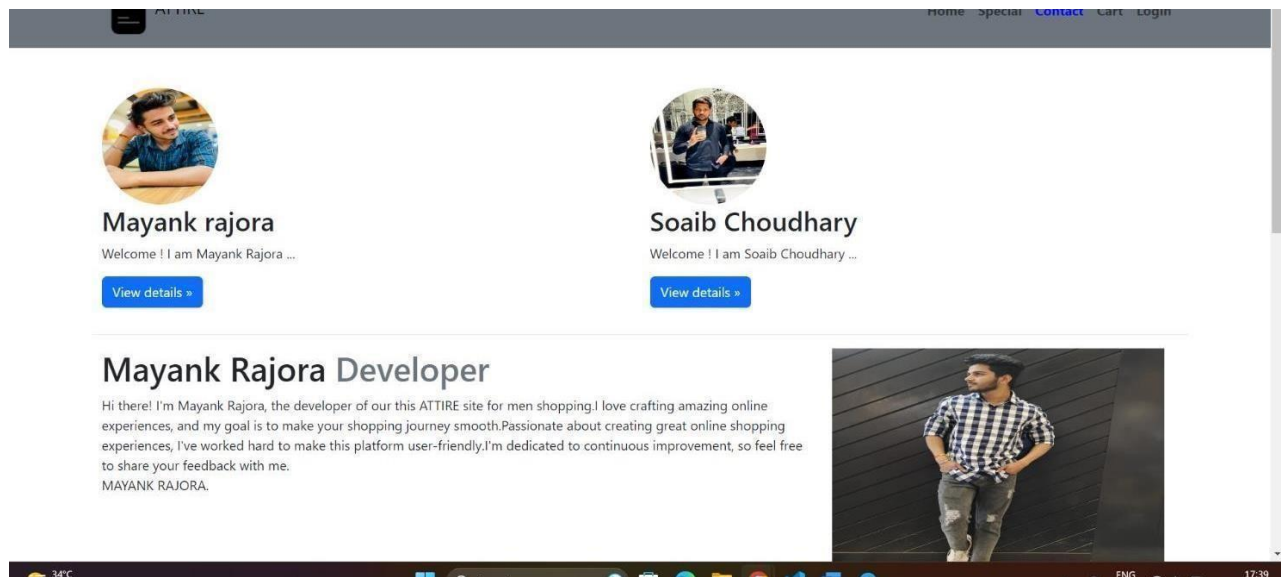 ATTIRE
Home Special Contact Cart Login
Mayank rajora
Welcome ! I am Mayank Rajora ...
View details »
Soaib Choudhary
Welcome ! I am Soaib Choudhary ...
View details »
Mayank Rajora Developer
Hi there! I'm Mayank Rajora, the developer of our this ATTIRE site for men shopping.I love crafting amazing online
experiences, and my goal is to make your shopping journey smooth.Passionate about creating great online shopping
experiences, I've worked hard to make this platform user-friendly.I'm dedicated to continuous improvement, so feel free
to share your feedback with me.
MAYANK RAJORA.
34°C
ENG
17:39